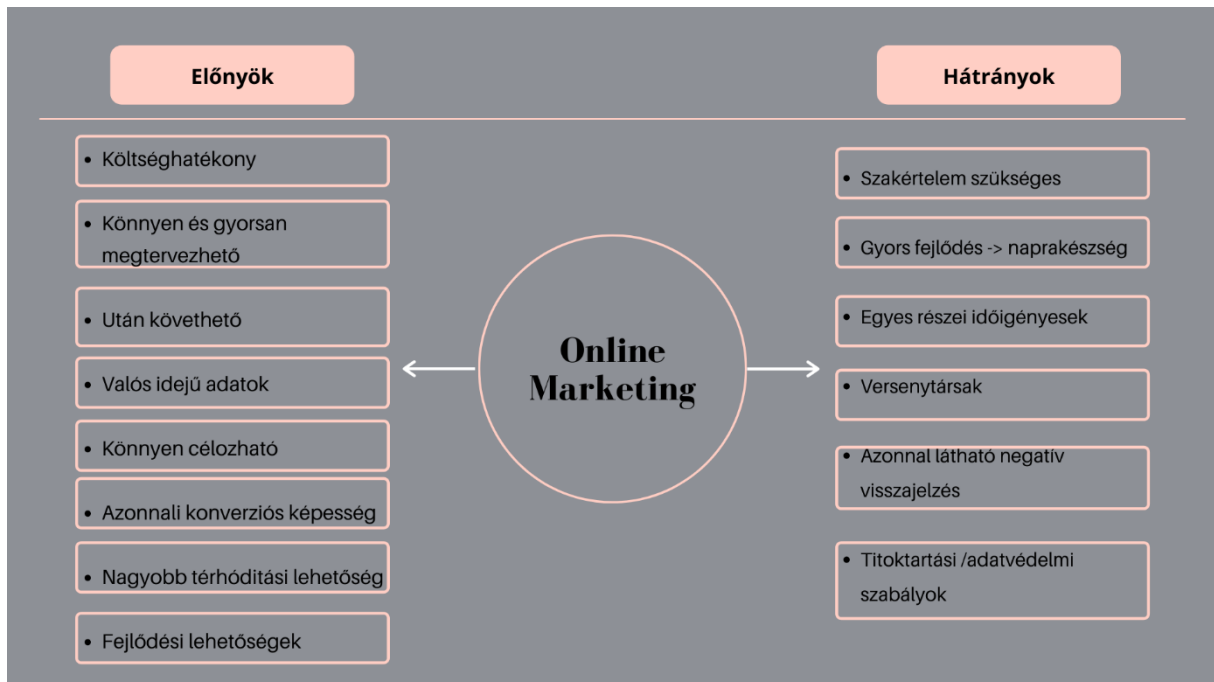 Előnyök
• Költséghatékony
• Könnyen és gyorsan
megtervezhető
• Után követhető
• Valós idejű adatok
• Könnyen célozható
• Azonnali konverziós képesség
• Nagyobb térhóditási lehetőség
• Fejlődési lehetőségek
Online
Marketing
Hátrányok
• Szakértelem szükséges
• Gyors fejlődés -> naprakészség
• Egyes részei időigényesek
• Versenytársak
• Azonnal látható negatív
visszajelzés
• Titoktartási /adatvédelmi
szabályok